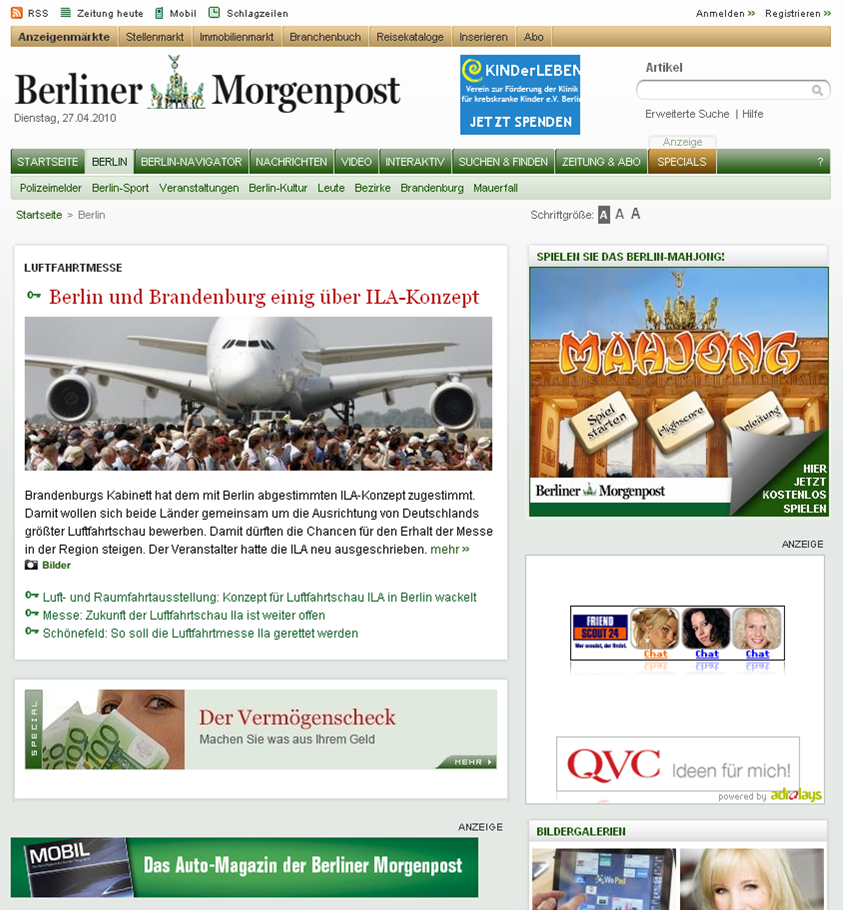 RSS Zeitung heute Mobil Schlagzeilen
Anmelden » Registrieren »
Anzeigenmärkte Stellenmarkt Immobilienmarkt Branchenbuch Reisekataloge Inserieren Abo
Berliner Morgenpost
Dienstag, 27.04.2010
KINDerLEBEN
Verein zur Förderung der Klinik
für krebskranke Kinder e.V. Berlin
JETZT SPENDEN
Artikel
Erweiterte Suche | Hilfe
Anzeige
STARTSEITE BERLIN BERLIN-NAVIGATOR NACHRICHTEN VIDEO INTERAKTIV SUCHEN & FINDEN ZEITUNG & ABO SPECIALS ?
Polizeimelder Berlin-Sport Veranstaltungen Berlin-Kultur Leute Bezirke Brandenburg Mauerfall
Startseite > Berlin
Schriftgröße: A A A
LUFTFAHRTMESSE
Berlin und Brandenburg einig über ILA-Konzept
Brandenburgs Kabinett hat dem mit Berlin abgestimmten ILA-Konzept zugestimmt.
Damit wollen sich beide Länder gemeinsam um die Ausrichtung von Deutschlands
größter Luftfahrtschau bewerben. Damit dürften die Chancen für den Erhalt der Messe
in der Region steigen. Der Veranstalter hatte die ILA neu ausgeschrieben. mehr »
Bilder
Luft- und Raumfahrtausstellung: Konzept für Luftfahrtschau ILA in Berlin wackelt
Messe: Zukunft der Luftfahrtschau Ila ist weiter offen
Schönefeld: So soll die Luftfahrtmesse Ila gerettet werden
SPECIAL
Der Vermögenscheck
Machen Sie was aus Ihrem Geld
MEHR
100
100
ANZEIGE
MOBIL
Das Auto-Magazin der Berliner Morgenpost
SPIELEN SIE DAS BERLIN-MAHJONG!
MAHJONG
Spiel starten
Highscore
Anleitung
Berliner Morgenpost
HIER
JETZT
KOSTENLOS
SPIELEN
ANZEIGE
FRIEND
SCOUT 24
Wer wendet, der findet.
Chat Chat Chat
QVC Ideen für mich!
powered by adrolays
BILDERGALERIEN
WePad